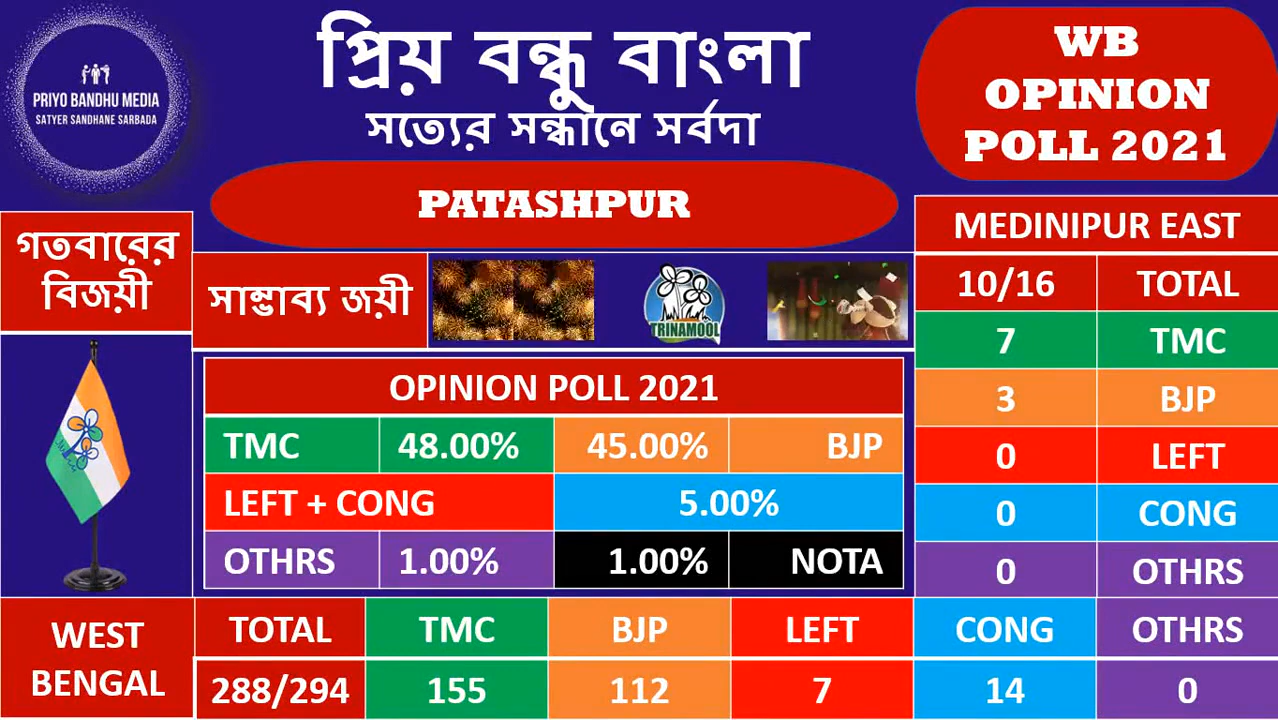 PRIYO BANDHU MEDIA
SATYER SANDHANE SARBADA
প্রিয় বন্ধু বাংলা
সত্যের সন্ধানে সর্বদা
WB
OPINION
POLL 2021
PATASHPUR
গতবারের
বিজয়ী
সাম্ভাব্য জয়ী
TRINAMOOL
OPINION POLL 2021
TMC 48.00% 45.00% BJP
LEFT + CONG 5.00%
OTHRS 1.00% 1.00% NOTA
MEDINIPUR EAST
10/16 TOTAL
7 TMC
3 BJP
0 LEFT
0 CONG
0 OTHRS
WEST
BENGAL
TOTAL TMC BJP LEFT CONG OTHRS
288/294 155 112 7 14 0